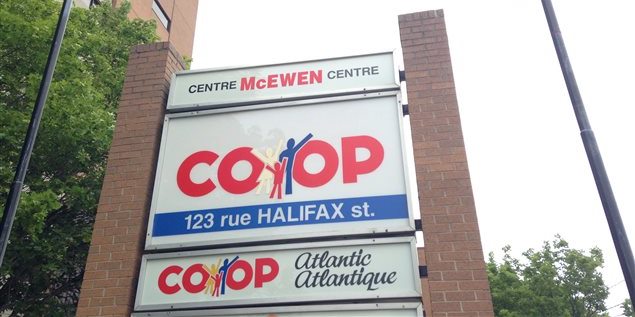 CENTRE McEWEN CENTRE
COOP
123 rue HALIFAX st.
COOP Atlantic
Atlantique